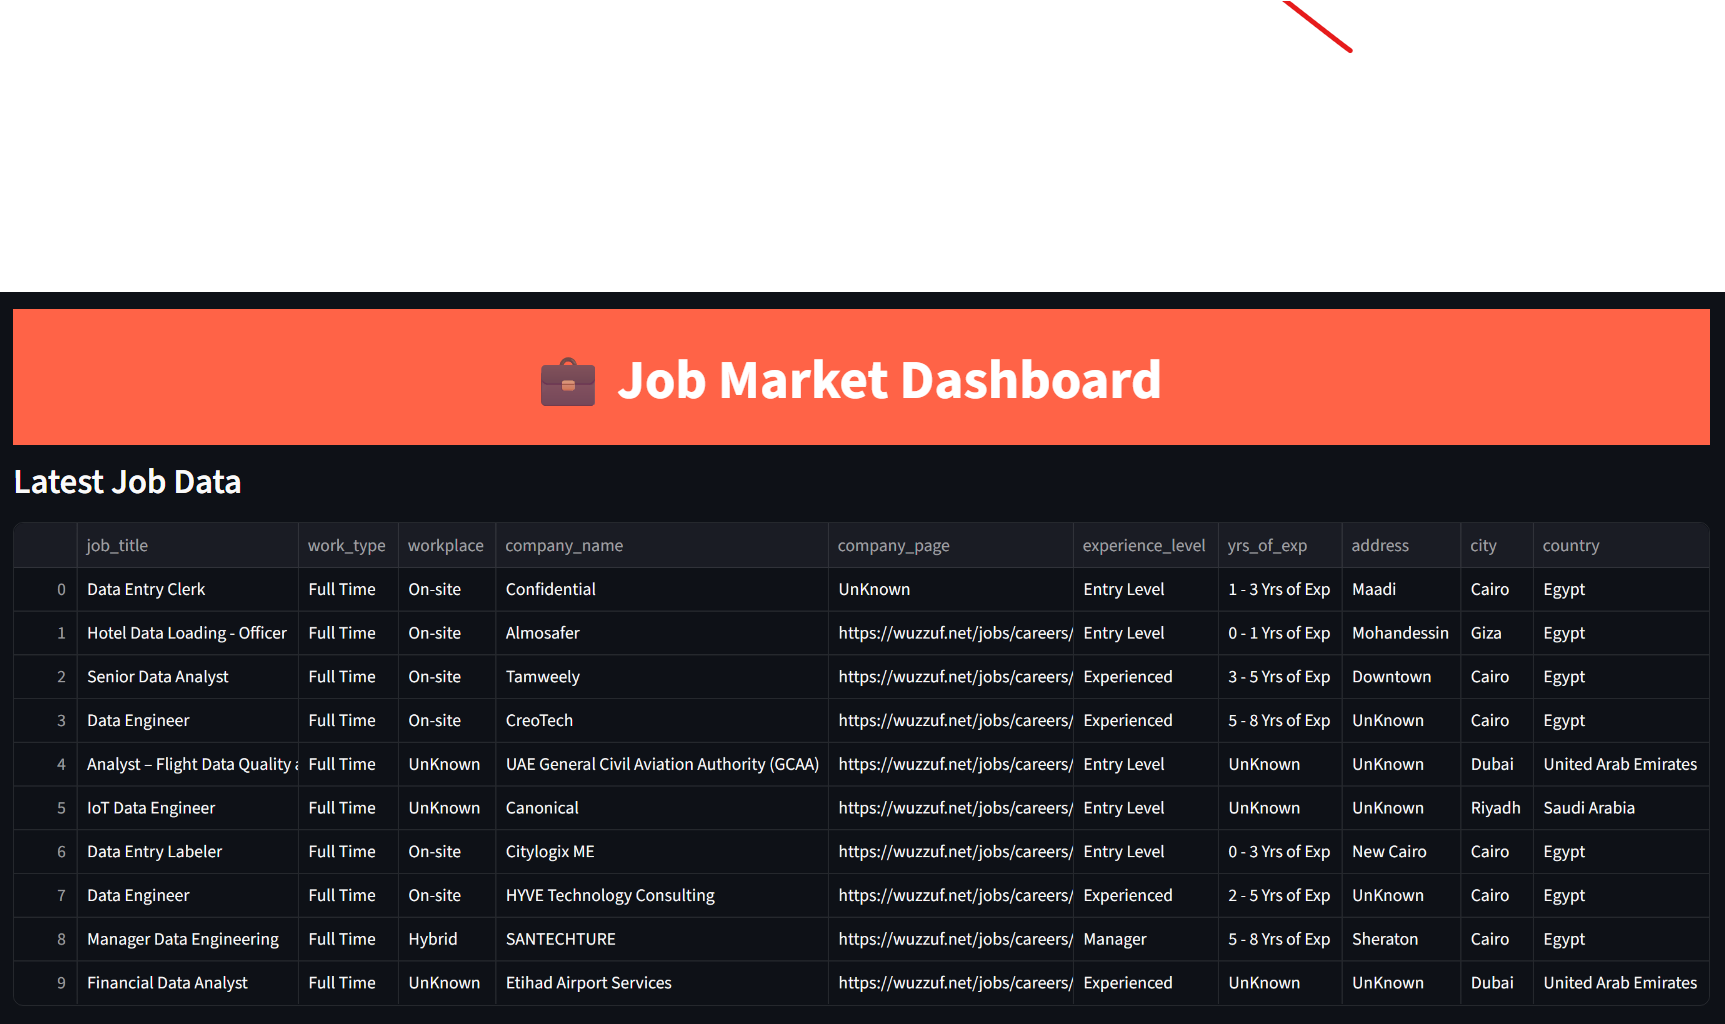 Job Market Dashboard
Latest Job Data
job_title work_type workplace company_name company_page experience_level yrs_of_exp address city country
0 Data Entry Clerk Full Time On-site Confidential UnKnown Entry Level 1 - 3 Yrs of Exp Maadi Cairo Egypt
1 Hotel Data Loading - Officer Full Time On-site Almosafer https://wuzzuf.net/jobs/careers/ Entry Level 0 - 1 Yrs of Exp Mohandessin Giza Egypt
2 Senior Data Analyst Full Time On-site Tamweely https://wuzzuf.net/jobs/careers/ Experienced 3 - 5 Yrs of Exp Downtown Cairo Egypt
3 Data Engineer Full Time On-site CreoTech https://wuzzuf.net/jobs/careers/ Experienced 5 - 8 Yrs of Exp UnKnown Cairo Egypt
4 Analyst – Flight Data Quality Full Time UnKnown UAE General Civil Aviation Authority (GCAA) https://wuzzuf.net/jobs/careers/ Entry Level UnKnown UnKnown Dubai United Arab Emirates
5 IoT Data Engineer Full Time UnKnown Canonical https://wuzzuf.net/jobs/careers/ Entry Level UnKnown UnKnown Riyadh Saudi Arabia
6 Data Entry Labeler Full Time On-site Citylogix ME https://wuzzuf.net/jobs/careers/ Entry Level 0 - 3 Yrs of Exp New Cairo Cairo Egypt
7 Data Engineer Full Time On-site HYVE Technology Consulting https://wuzzuf.net/jobs/careers/ Experienced 2 - 5 Yrs of Exp UnKnown Cairo Egypt
8 Manager Data Engineering Full Time Hybrid SANTECHTURE https://wuzzuf.net/jobs/careers/ Manager 5 - 8 Yrs of Exp Sheraton Cairo Egypt
9 Financial Data Analyst Full Time UnKnown Etihad Airport Services https://wuzzuf.net/jobs/careers/ Experienced UnKnown UnKnown Dubai United Arab Emirates